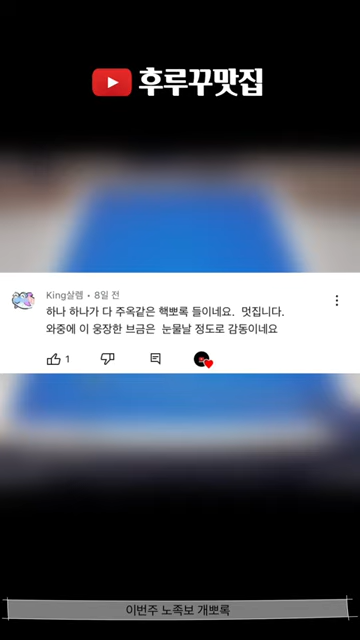 후루꾸맛집
King살렘 • 8일 전
하나 하나가 다 주옥같은 핵뽀록 들이네요. 멋집니다.
와중에 이 웅장한 브금은 눈물날 정도로 감동이네요
1
이번주 노족보 개뽀록